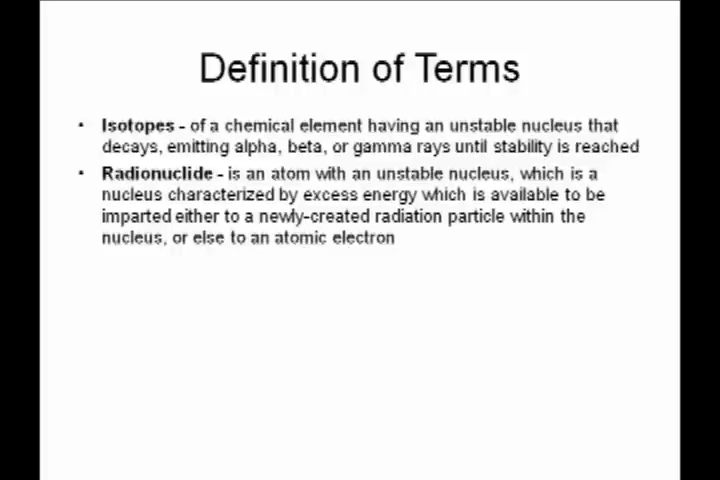 Definition of Terms
• Isotopes - of a chemical element having an unstable nucleus that
decays, emitting alpha, beta, or gamma rays until stability is reached
• Radionuclide - is an atom with an unstable nucleus, which is a
nucleus characterized by excess energy which is available to be
imparted either to a newly-created radiation particle within the
nucleus, or else to an atomic electron